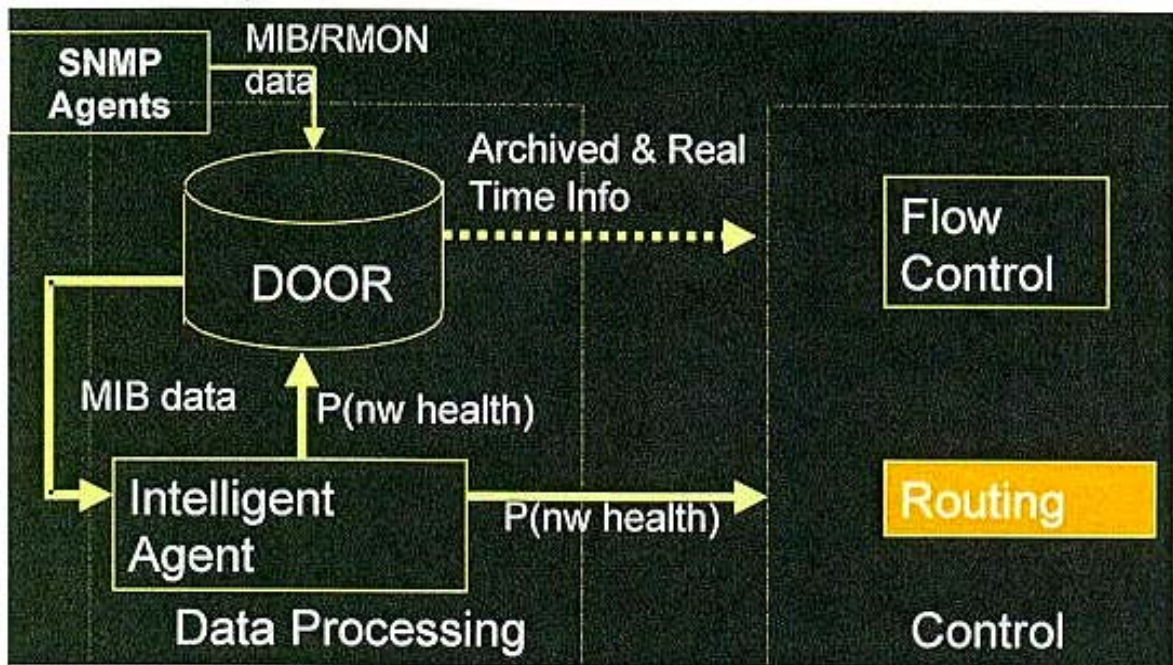 SNMP
Agents
MIB/RMON
data
Archived & Real
Time Info
DOOR
Flow
Control
MIB data
P(nw health)
Intelligent
Agent
P(nw health)
Routing
Data Processing
Control